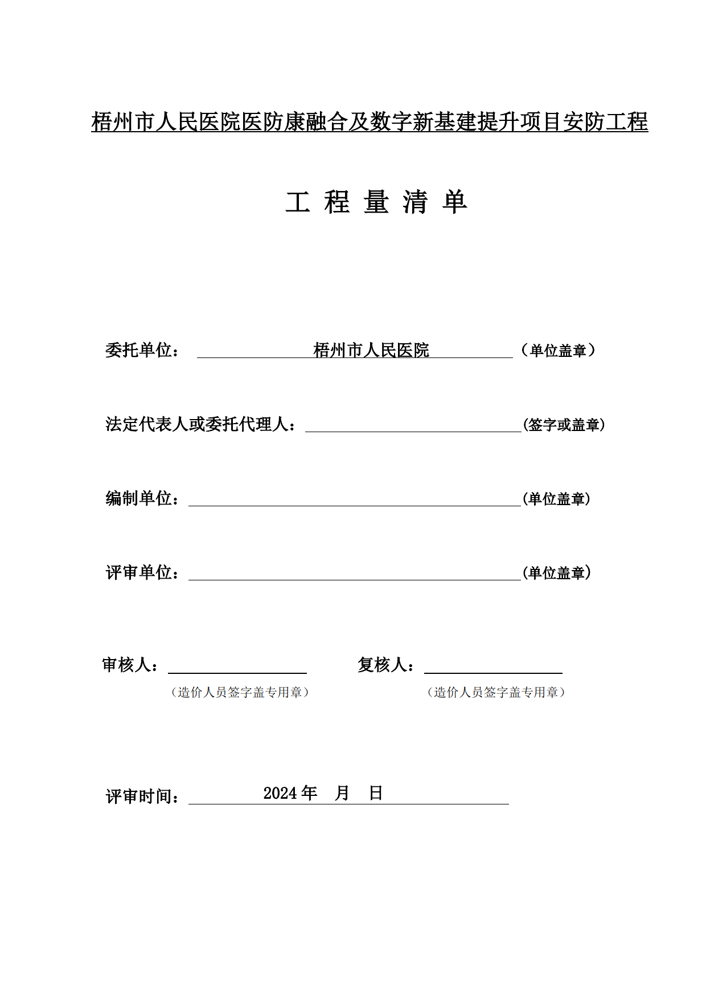 梧州市人民医院医防康融合及数字新基建提升项目安防工程
工 程 量 清 单
委托单位： 梧州市人民医院 （单位盖章）
法定代表人或委托代理人： (签字或盖章)
编制单位： (单位盖章)
评审单位： (单位盖章)
审核人： 复核人：
（造价人员签字盖专用章） （造价人员签字盖专用章）
评审时间： 2024 年 月 日